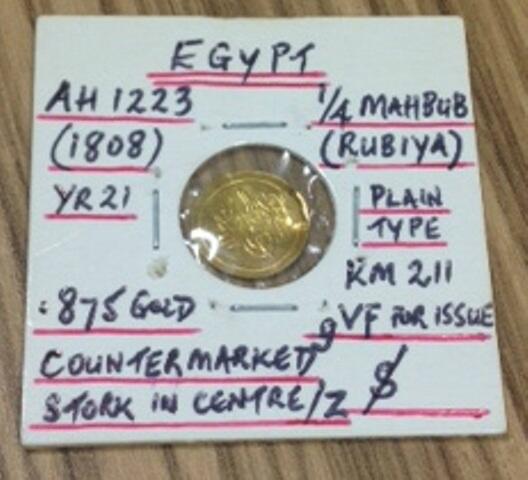 EGYPT
AH 1223
(1808)
YR 21
1/4 MAHBUB
(RUBIYA)
PLAIN
TYPE
KM 211
.875 GOLD
gVF FOR ISSUE
COUNTERMARKED
STORK IN CENTRE/Z $